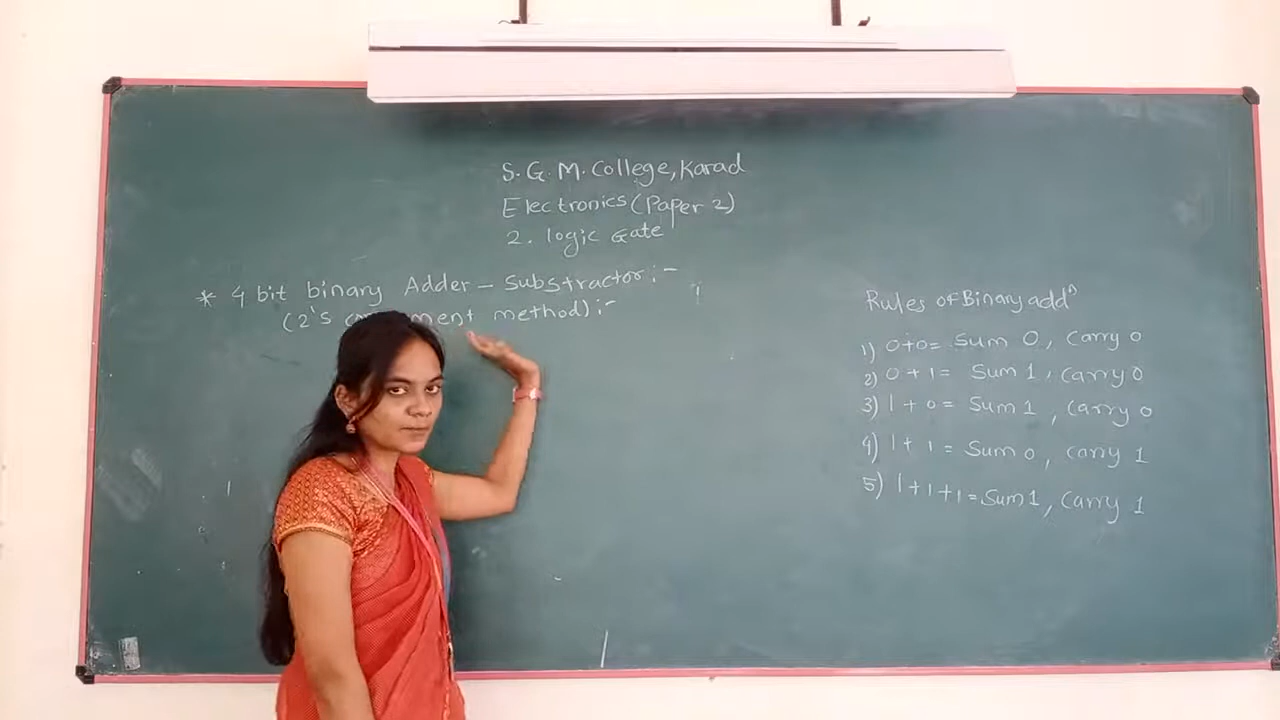 S.G.M. College, Karad
Electronics (Paper 2)
2. logic Gate
* 4 bit binary Adder - Substractor :-
(2's method) :-
Rules of Binary addⁿ
1) 0+0= Sum 0, Carry 0
2) 0+1= Sum 1, Carry 0
3) 1+0= Sum 1, Carry 0
4) 1+1= Sum 0, Carry 1
5) 1+1+1= Sum 1, Carry 1